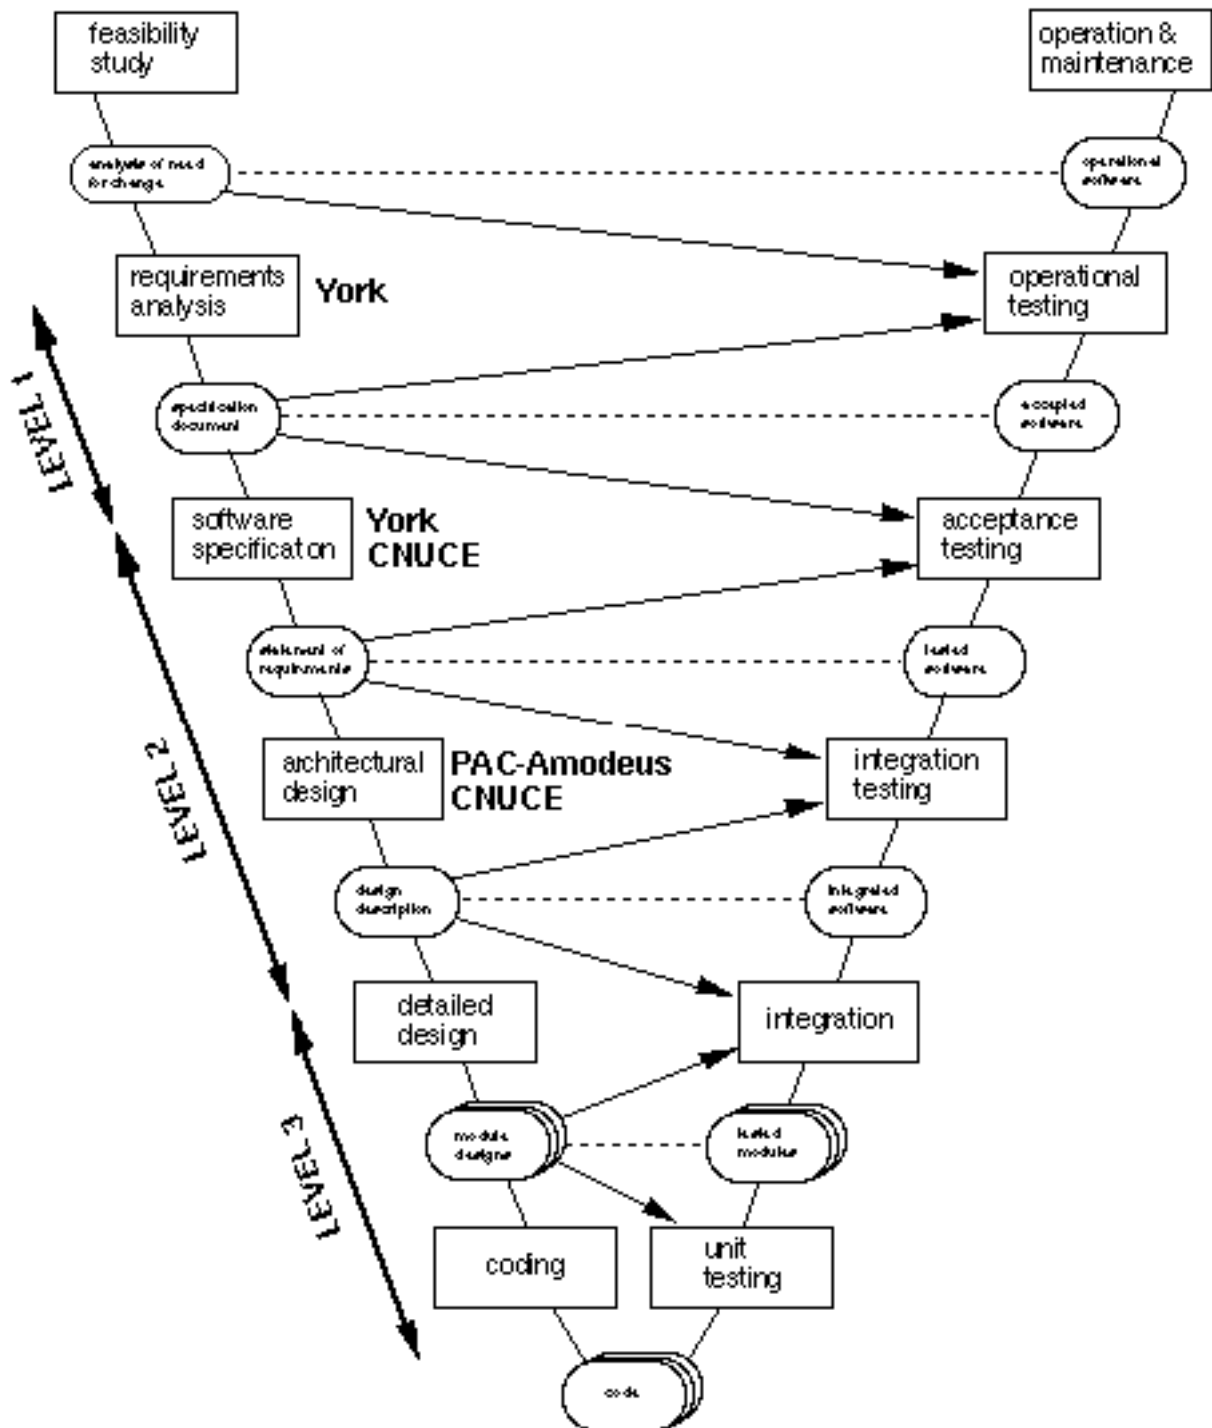 feasibility
study
operation &
maintenance
analysis of need
for change
operational
software
requirements
analysis
York
operational
testing
LEVEL 1
specification
document
accepted
software
software
specification
York
CNUCE
acceptance
testing
statement of
requirments
tested
software
LEVEL 2
architectural
design
PAC-Amodeus
CNUCE
integration
testing
design
description
integrated
software
detailed
design
integration
LEVEL 3
module
designs
tested
modules
coding
unit
testing
code